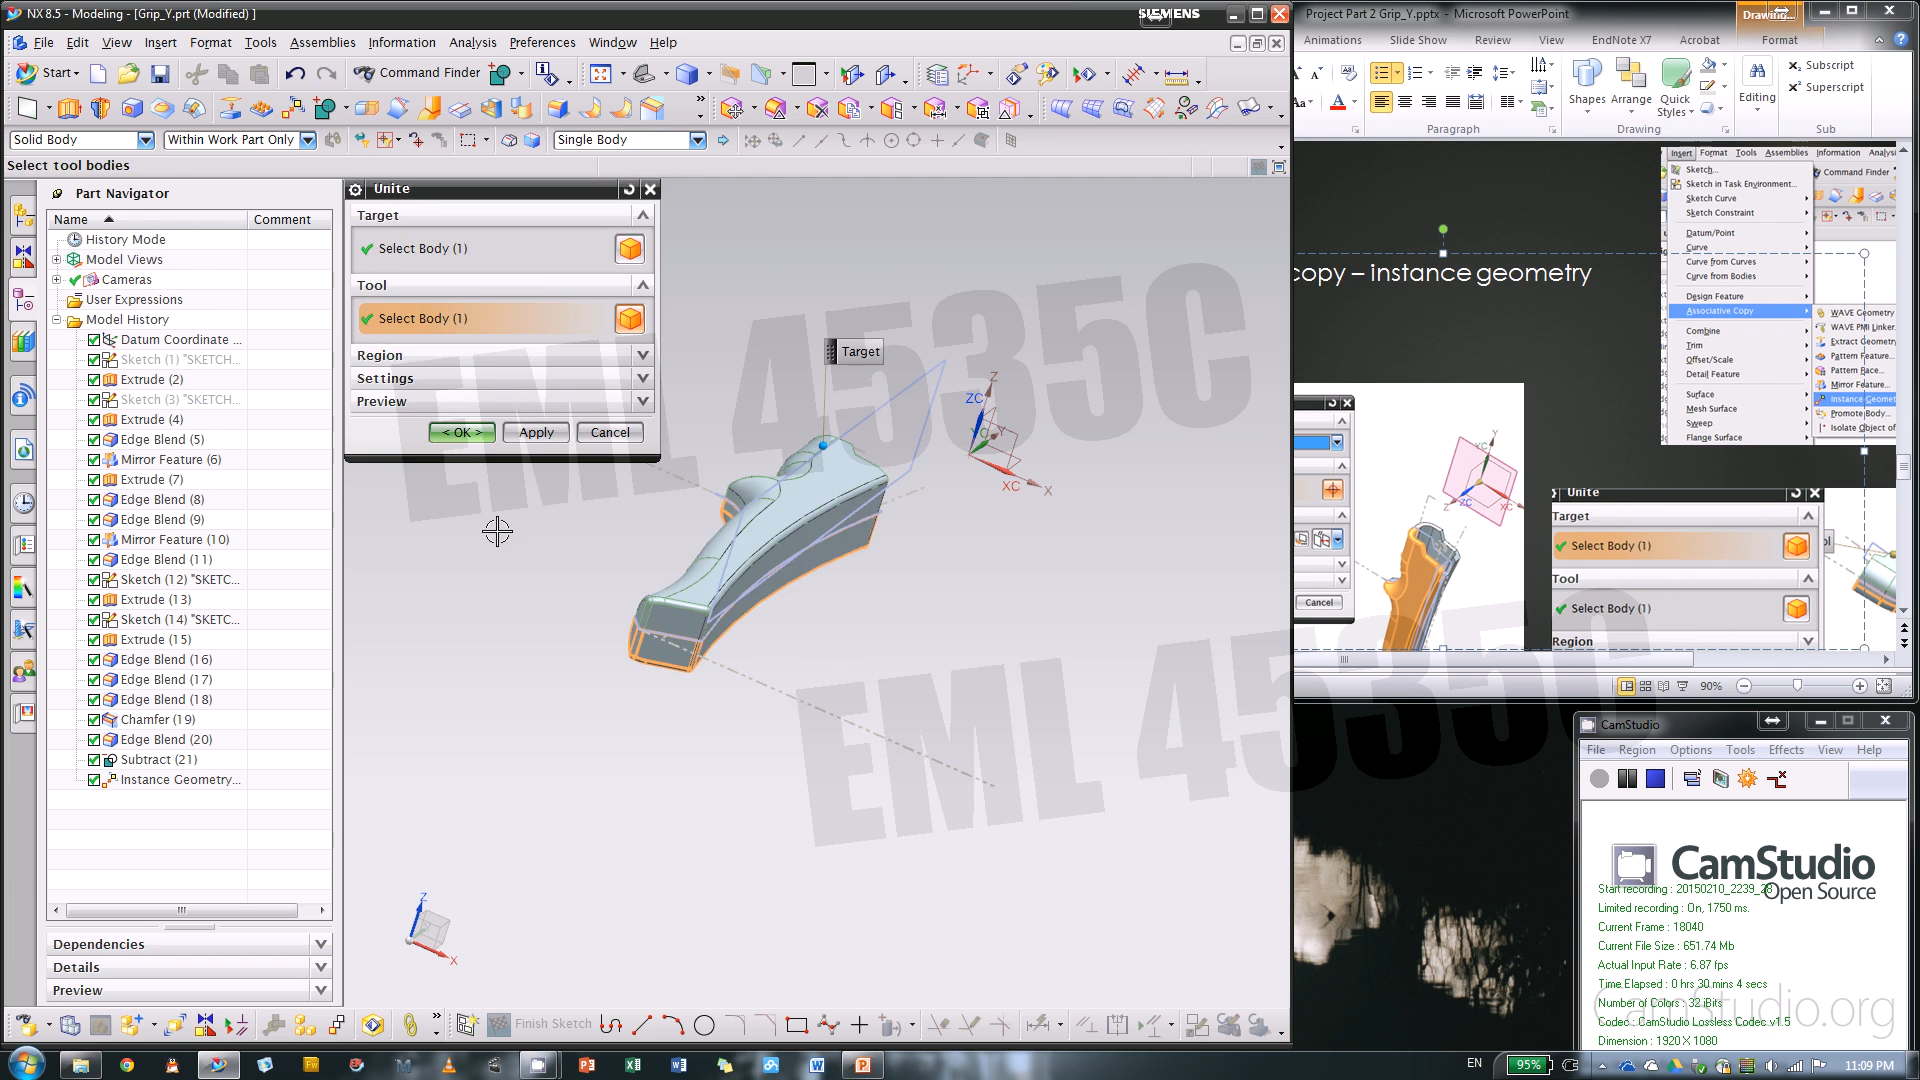 NX 8.5 - Modeling - [Grip_Y.prt (Modified) ]
SIEMENS
File Edit View Insert Format Tools Assemblies Information Analysis Preferences Window Help
Start
Command Finder
Solid Body
Within Work Part Only
Single Body
Select tool bodies
Part Navigator
Name
Comment
History Mode
Model Views
Cameras
User Expressions
Model History
Datum Coordinate ...
Sketch (1) "SKETCH...
Extrude (2)
Sketch (3) "SKETCH...
Extrude (4)
Edge Blend (5)
Mirror Feature (6)
Extrude (7)
Edge Blend (8)
Edge Blend (9)
Mirror Feature (10)
Edge Blend (11)
Sketch (12) "SKETC...
Extrude (13)
Sketch (14) "SKETC...
Extrude (15)
Edge Blend (16)
Edge Blend (17)
Edge Blend (18)
Chamfer (19)
Edge Blend (20)
Subtract (21)
Instance Geometry...
Dependencies
Details
Preview
Unite
Target
Select Body (1)
Tool
Select Body (1)
Region
Settings
Preview
< OK >
Apply
Cancel
Target
ZC
Z
YC
Y
XC
X
EML 4535C
EML 4535C
Z
X
Finish Sketch
Project Part 2 Grip_Y.pptx - Microsoft PowerPoint
Drawing...
Animations Slide Show Review View EndNote X7 Acrobat Format
Shapes
Arrange
Quick Styles
Editing
Subscript
Superscript
Paragraph
Drawing
Sub
copy – instance geometry
Insert Format Tools Assemblies Information Analysi
Command Finder
Sketch...
Sketch in Task Environment...
Sketch Curve
Sketch Constraint
Datum/Point
Curve
Curve from Curves
Curve from Bodies
Design Feature
Associative Copy
Combine
Trim
Offset/Scale
Detail Feature
Surface
Mesh Surface
Sweep
Flange Surface
WAVE Geometry
WAVE PMI Linker
Extract Geometry
Pattern Feature...
Pattern Face...
Mirror Feature...
Instance Geomet
Promote Body...
Isolate Object of
Cancel
Unite
Target
Select Body (1)
Tool
Select Body (1)
Region
90%
CamStudio
File Region Options Tools Effects View Help
CamStudio
Open Source
Start recording : 20150210_2239_28
Limited recording : On, 1750 ms.
Current Frame : 18040
Current File Size : 651.74 Mb
Actual Input Rate : 6.87 fps
Time Elapsed : 0 hrs 30 mins 4 secs
Number of Colors : 32 iBits
Codec : CamStudio Lossless Codec v1.5
Dimension : 1920 X 1080
CamStudio.org
EN
95%
11:09 PM